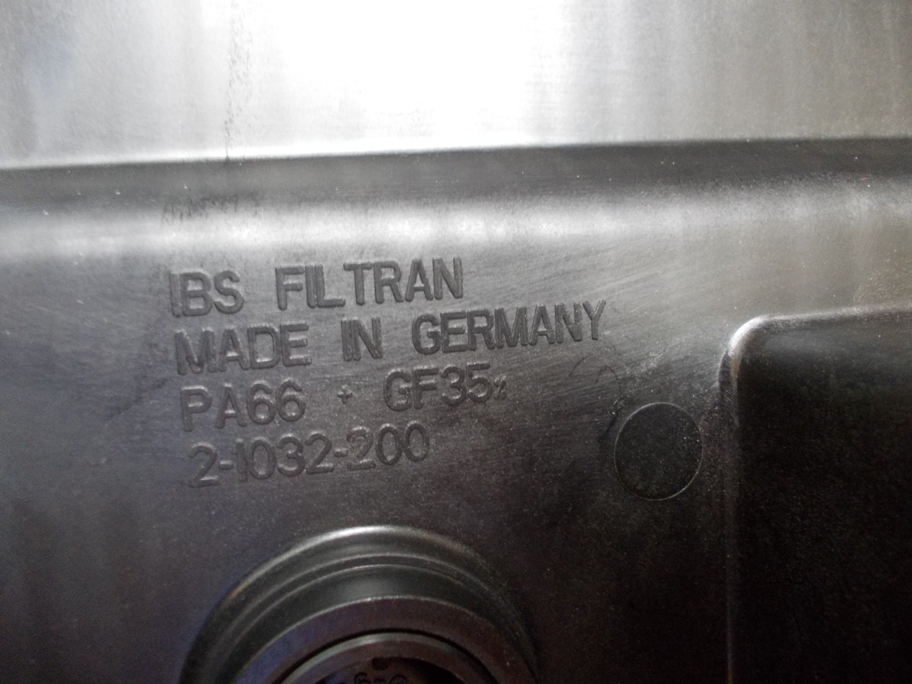 IBS FILTRAN
MADE IN GERMANY
PA66 + GF35%
2-1032-200